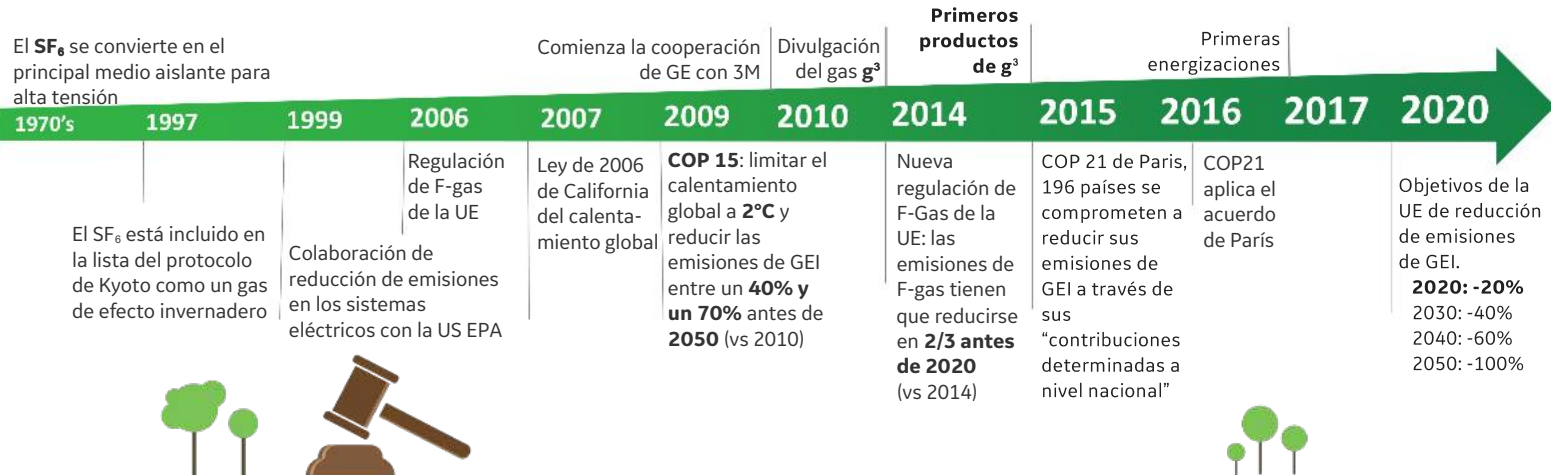 El SF₆ se convierte en el
principal medio aislante para
alta tensión
Comienza la cooperación
de GE con 3M
Divulgación
del gas g³
Primeros
productos
de g³
Primeras
energizaciones
1970's
1997
1999
2006
2007
2009
2010
2014
2015
2016
2017
2020
El SF₆ está incluido en
la lista del protocolo
de Kyoto como un gas
de efecto invernadero
Colaboración de
reducción de emisiones
en los sistemas
eléctricos con la US EPA
Regulación
de F-gas
de la UE
Ley de 2006
de California
del calenta-
miento global
COP 15: limitar el
calentamiento
global a 2°C y
reducir las
emisiones de GEI
entre un 40% y
un 70% antes de
2050 (vs 2010)
Nueva
regulación de
F-Gas de la
UE: las
emisiones de
F-gas tienen
que reducirse
en 2/3 antes
de 2020
(vs 2014)
COP 21 de Paris,
196 países se
comprometen a
reducir sus
emisiones de
GEI a través de
sus
“contribuciones
determinadas a
nivel nacional”
COP21
aplica el
acuerdo
de París
Objetivos de la
UE de reducción
de emisiones
de GEI.
2020: -20%
2030: -40%
2040: -60%
2050: -100%